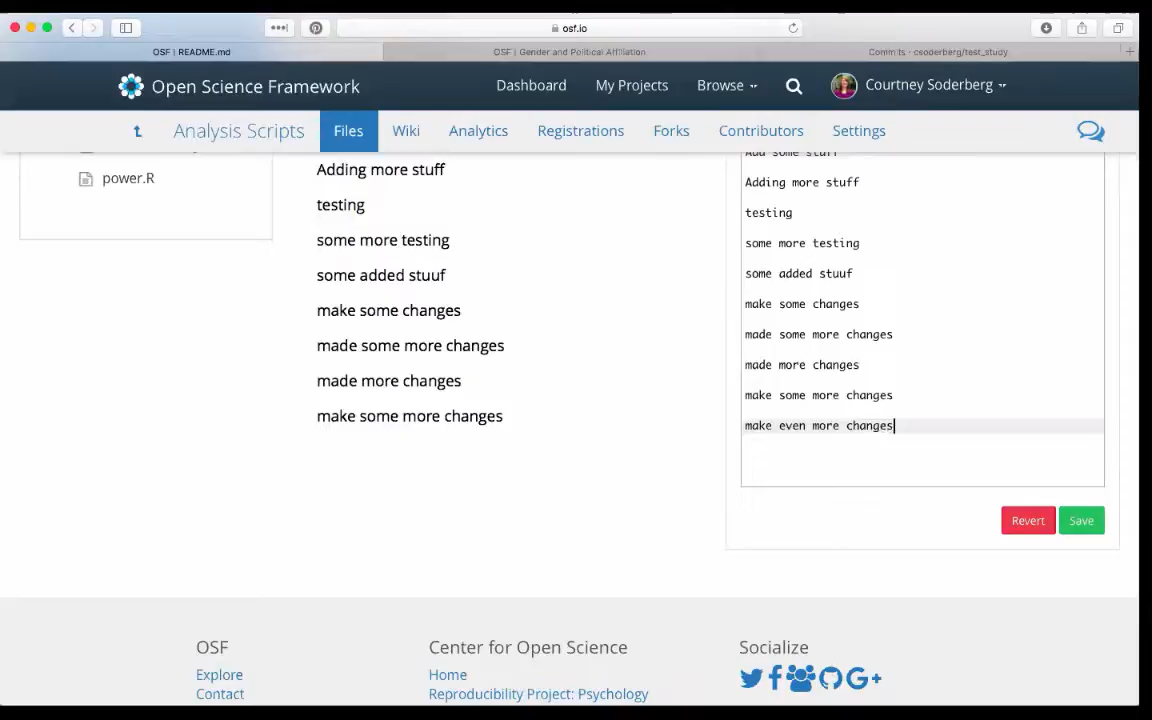 osf.io
OSF | README.md
OSF | Gender and Political Affiliation
Commits · csoderberg/test_study
Open Science Framework
Dashboard
My Projects
Browse
Courtney Soderberg
Analysis Scripts
Files
Wiki
Analytics
Registrations
Forks
Contributors
Settings
power.R
Adding more stuff
testing
some more testing
some added stuuf
make some changes
made some more changes
made more changes
make some more changes
Add some stuff
Adding more stuff
testing
some more testing
some added stuuf
make some changes
made some more changes
made more changes
make some more changes
make even more changes
Revert
Save
OSF
Explore
Contact
Center for Open Science
Home
Reproducibility Project: Psychology
Socialize